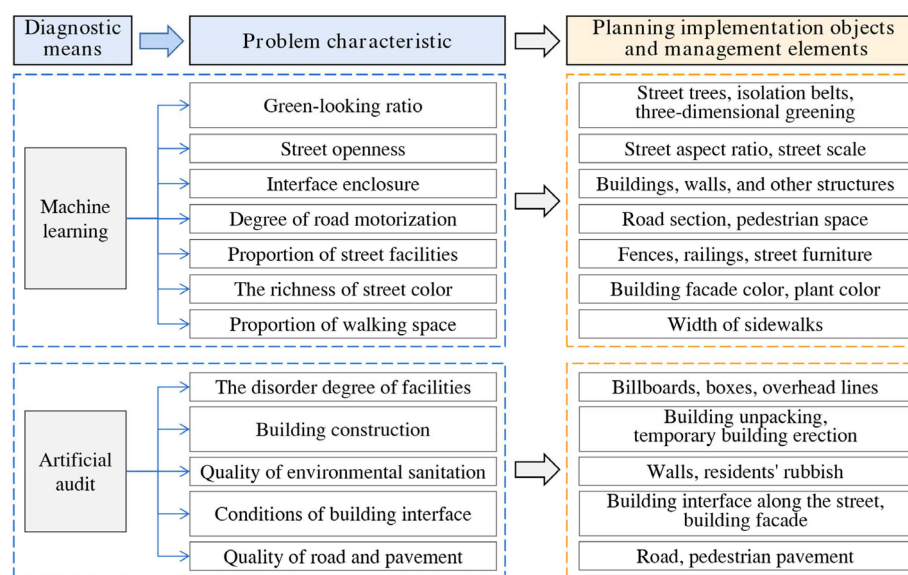 Diagnostic
means
Problem characteristic
Planning implementation objects
and management elements
Machine
learning
Green-looking ratio
Street trees, isolation belts,
three-dimensional greening
Street openness
Street aspect ratio, street scale
Interface enclosure
Buildings, walls, and other structures
Degree of road motorization
Road section, pedestrian space
Proportion of street facilities
Fences, railings, street furniture
The richness of street color
Building facade color, plant color
Proportion of walking space
Width of sidewalks
Artificial
audit
The disorder degree of facilities
Billboards, boxes, overhead lines
Building construction
Building unpacking,
temporary building erection
Quality of environmental sanitation
Walls, residents' rubbish
Conditions of building interface
Building interface along the street,
building facade
Quality of road and pavement
Road, pedestrian pavement